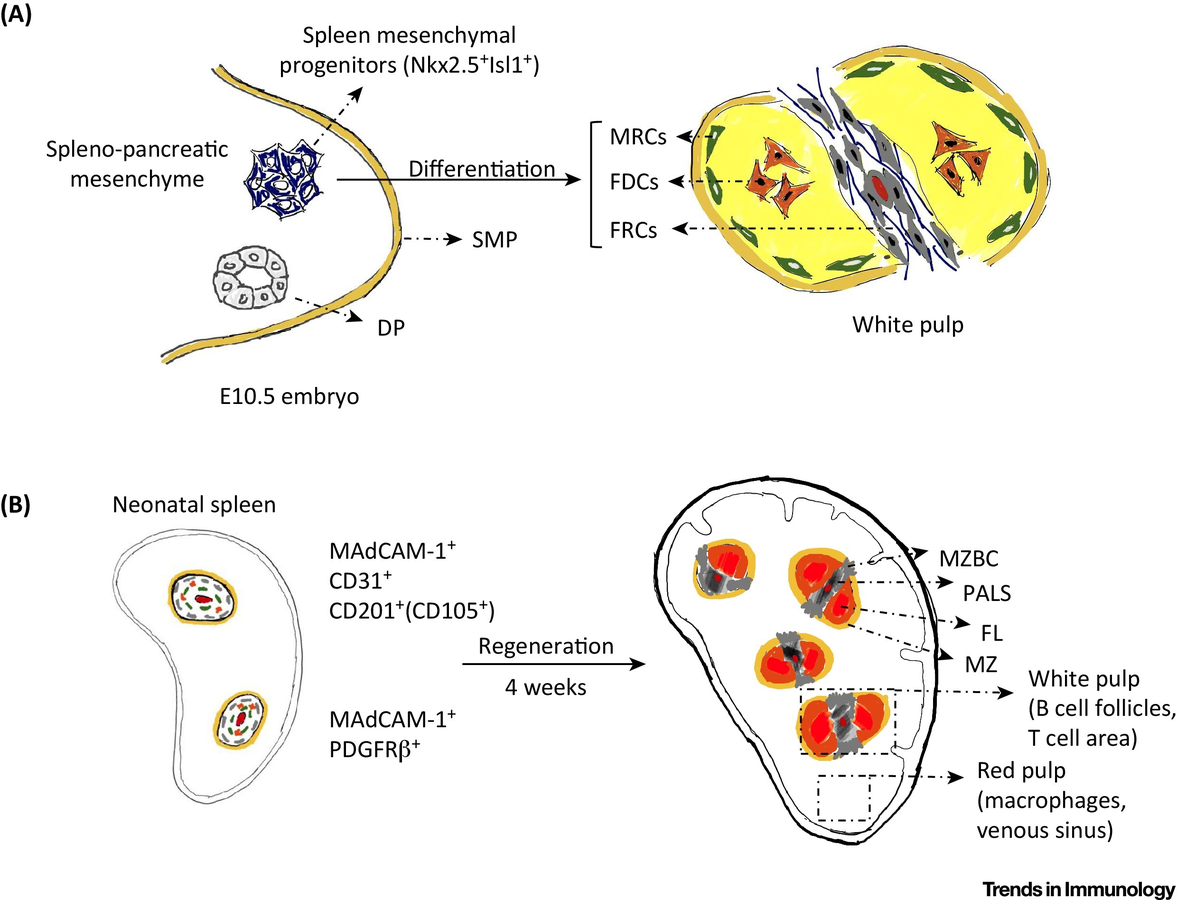 (A)
Spleen mesenchymal
progenitors (Nkx2.5⁺Isl1⁺)
Spleno-pancreatic
mesenchyme
Differentiation
SMP
DP
E10.5 embryo
MRCs
FDCs
FRCs
White pulp
(B)
Neonatal spleen
MAdCAM-1⁺
CD31⁺
CD201⁺(CD105⁺)
MAdCAM-1⁺
PDGFRβ⁺
Regeneration
4 weeks
MZBC
PALS
FL
MZ
White pulp
(B cell follicles,
T cell area)
Red pulp
(macrophages,
venous sinus)
Trends in Immunology